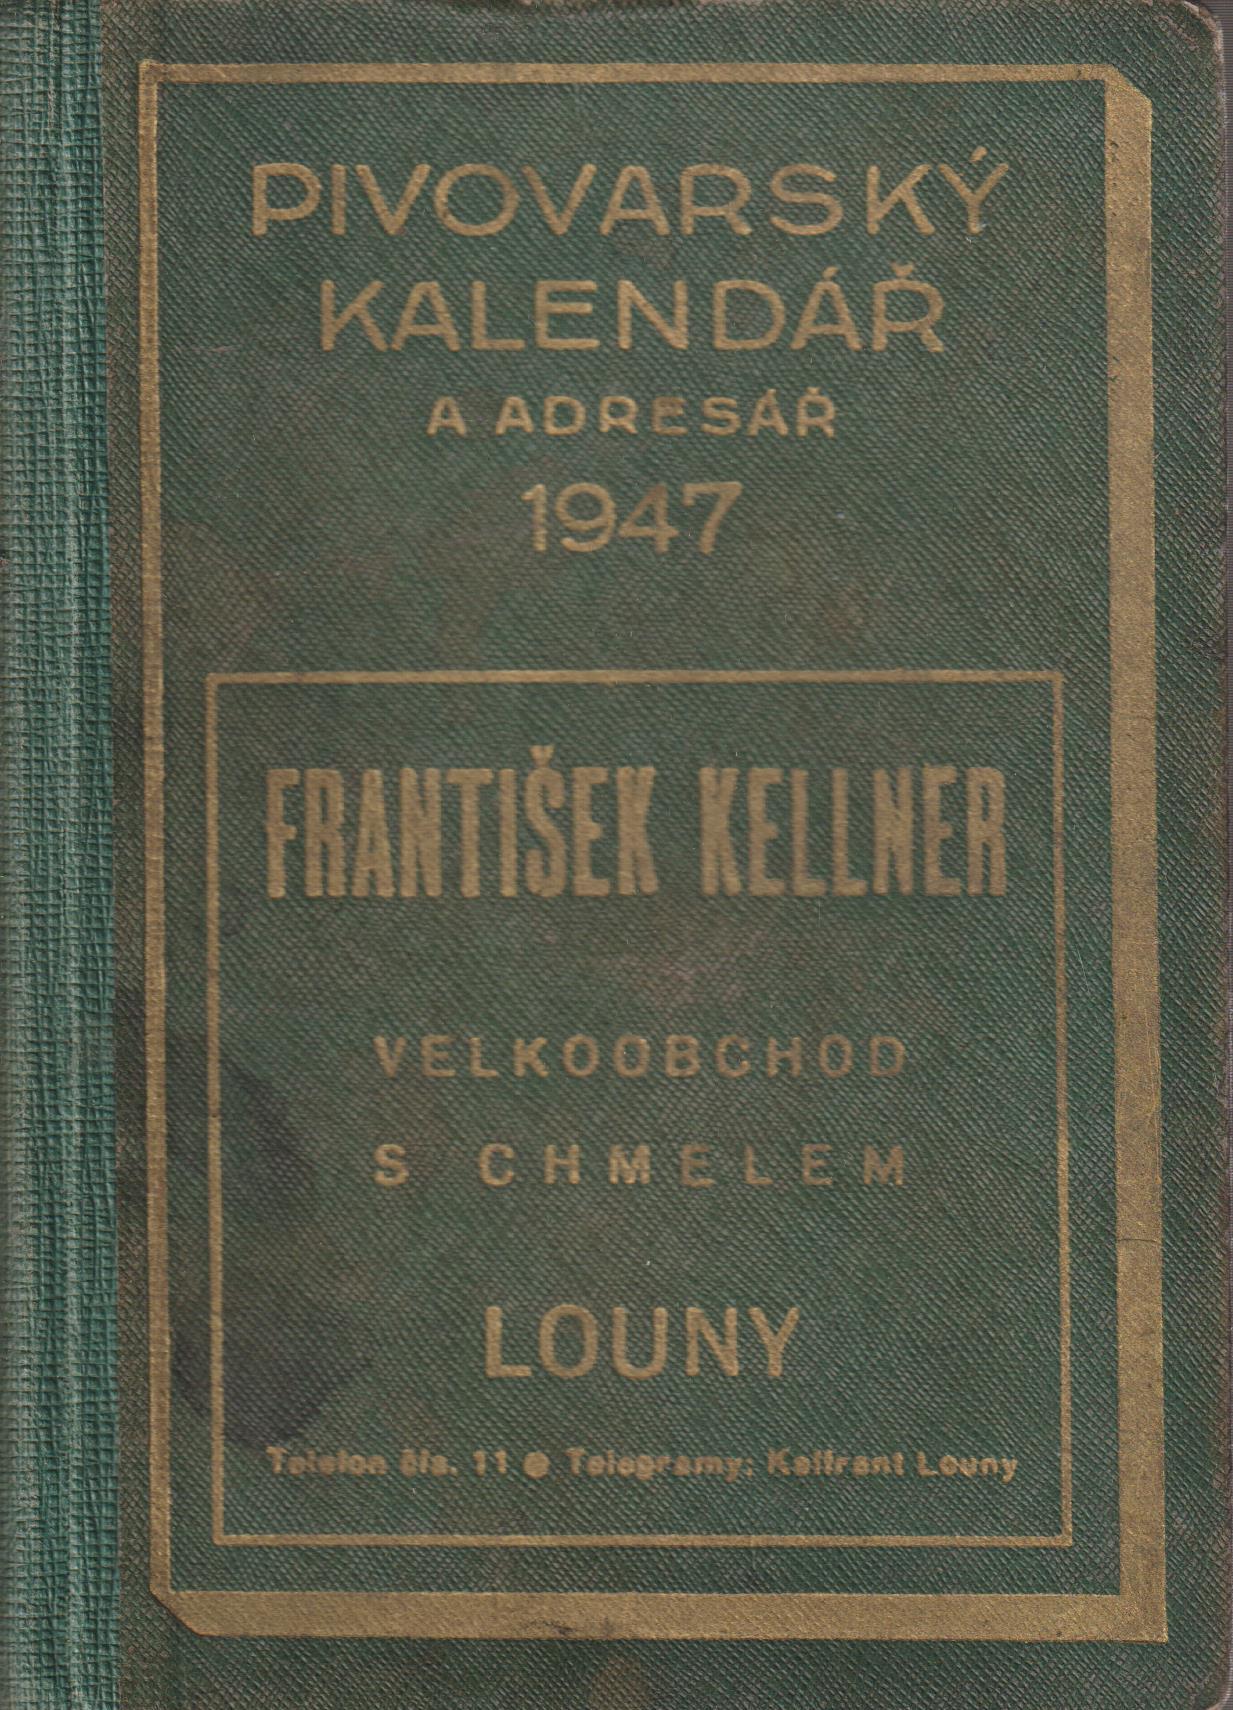 PIVOVARSKÝ
KALENDÁŘ
A ADRESÁŘ
1947
FRANTIŠEK KELLNER
VELKOOBCHOD
S CHMELEM
LOUNY
Telefon čís. 11 ● Telegramy: Kelfrant Louny